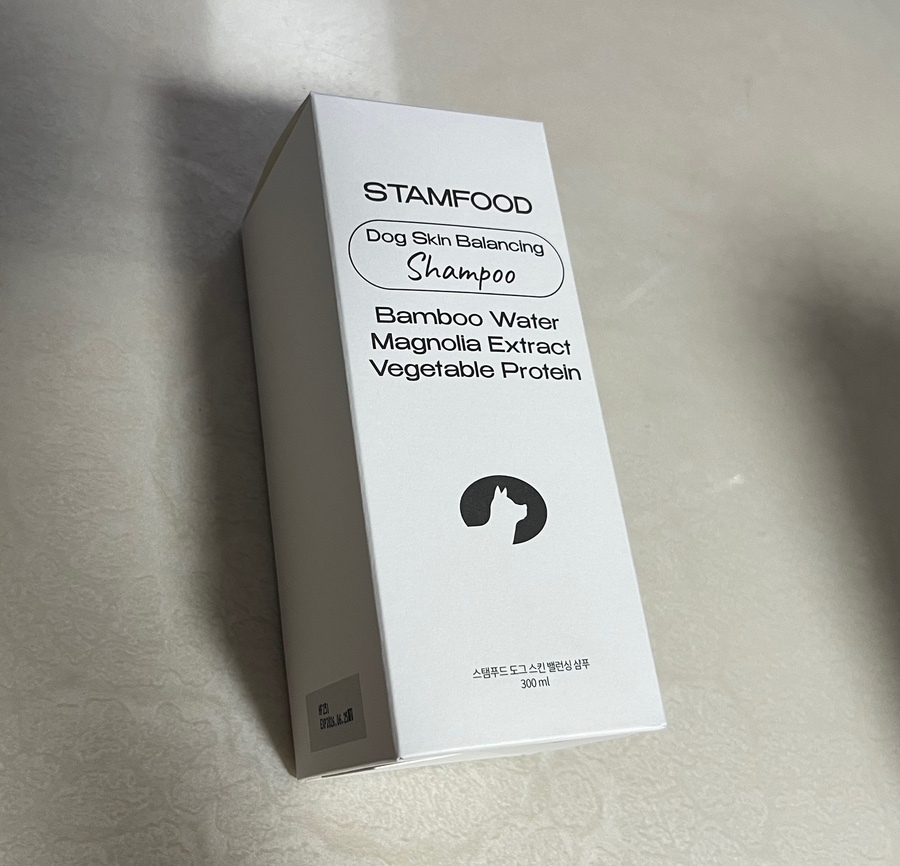 STAMFOOD
Dog Skin Balancing
Shampoo
Bamboo Water
Magnolia Extract
Vegetable Protein
스탬푸드 도그 스킨 밸런싱 샴푸
300 ml